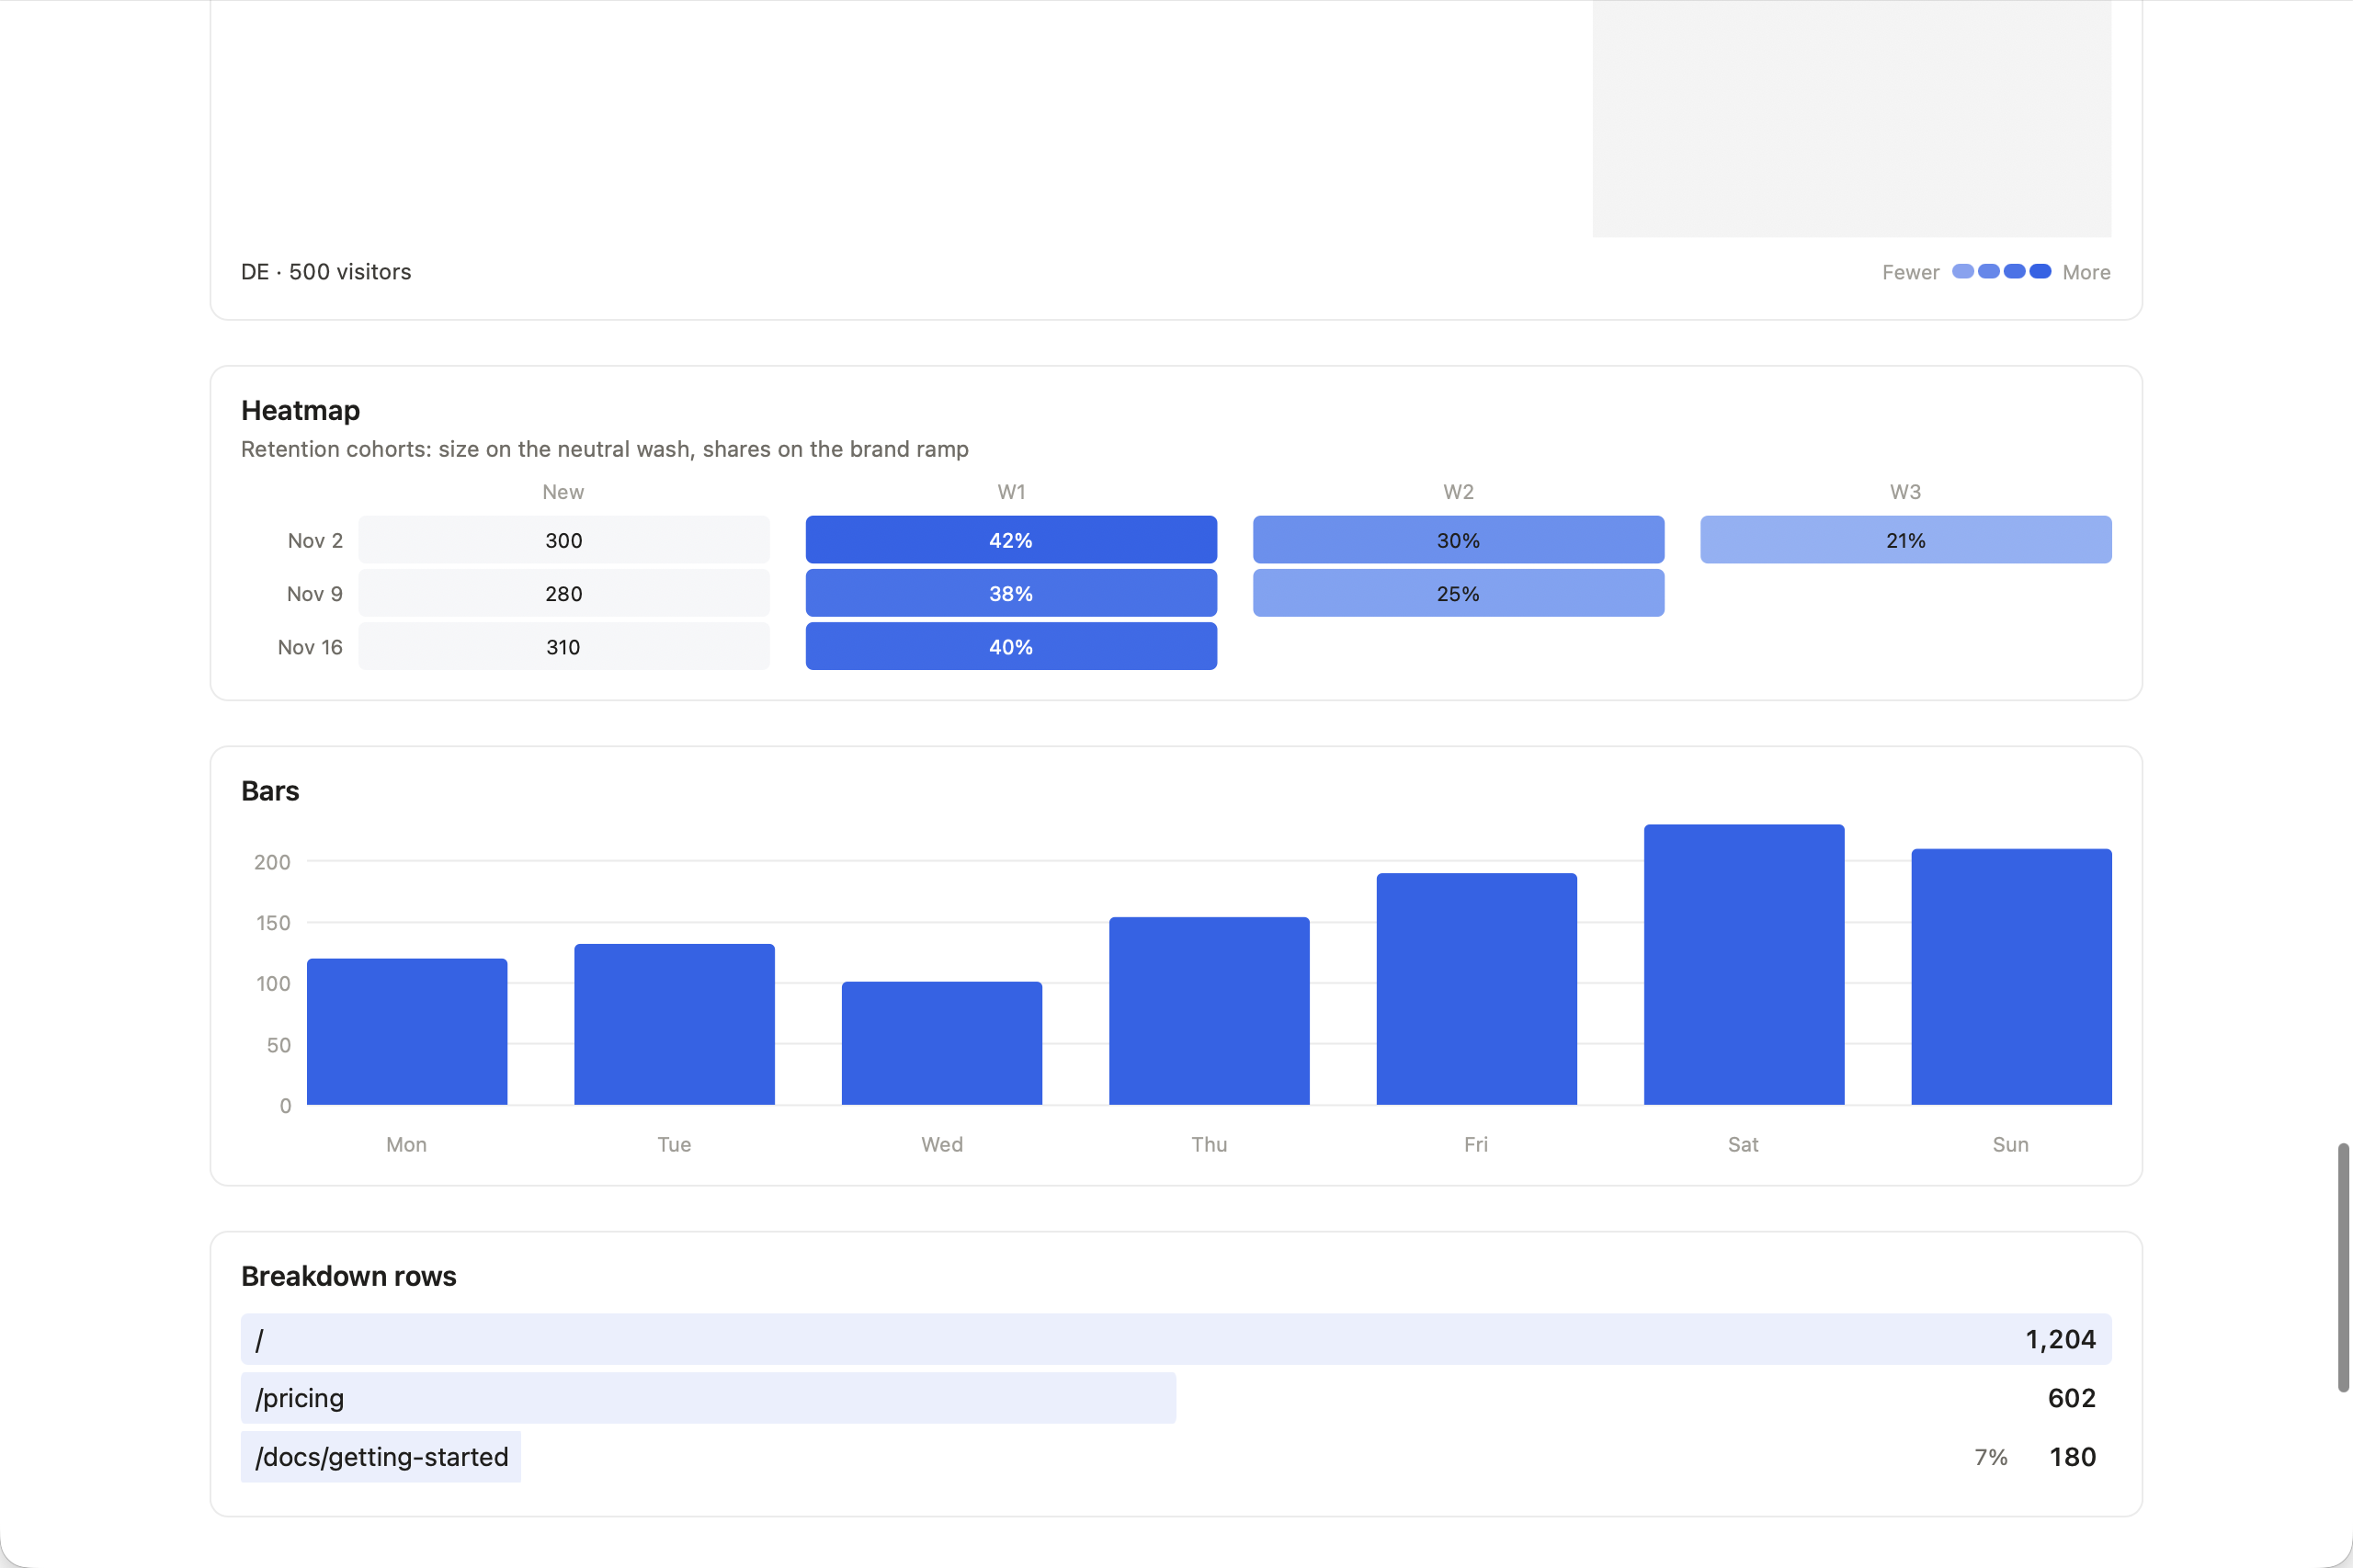 DE · 500 visitors
Fewer More
Heatmap
Retention cohorts: size on the neutral wash, shares on the brand ramp
New W1 W2 W3
Nov 2 300 42% 30% 21%
Nov 9 280 38% 25%
Nov 16 310 40%
Bars
200
150
100
50
0
Mon Tue Wed Thu Fri Sat Sun
Breakdown rows
/ 1,204
/pricing 602
/docs/getting-started 7% 180